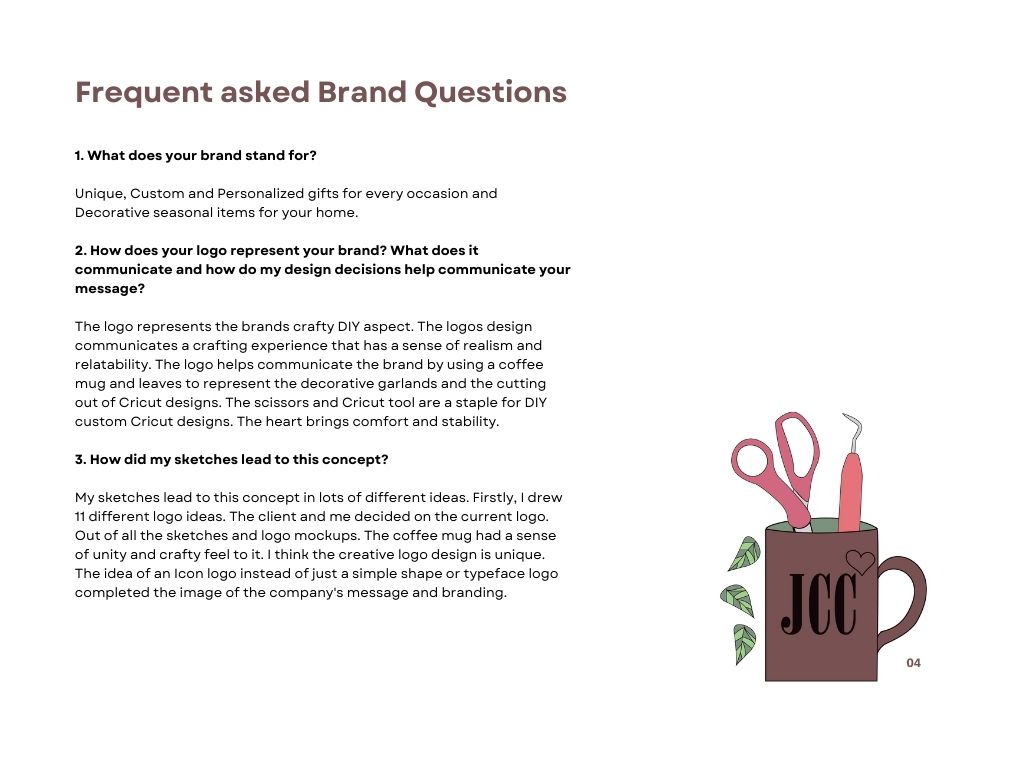 Frequent asked Brand Questions
1. What does your brand stand for?
Unique, Custom and Personalized gifts for every occasion and
Decorative seasonal items for your home.
2. How does your logo represent your brand? What does it
communicate and how do my design decisions help communicate your
message?
The logo represents the brands crafty DIY aspect. The logos design
communicates a crafting experience that has a sense of realism and
relatability. The logo helps communicate the brand by using a coffee
mug and leaves to represent the decorative garlands and the cutting
out of Cricut designs. The scissors and Cricut tool are a staple for DIY
custom Cricut designs. The heart brings comfort and stability.
3. How did my sketches lead to this concept?
My sketches lead to this concept in lots of different ideas. Firstly, I drew
11 different logo ideas. The client and me decided on the current logo.
Out of all the sketches and logo mockups. The coffee mug had a sense
of unity and crafty feel to it. I think the creative logo design is unique.
The idea of an Icon logo instead of just a simple shape or typeface logo
completed the image of the company's message and branding.
JCC
04